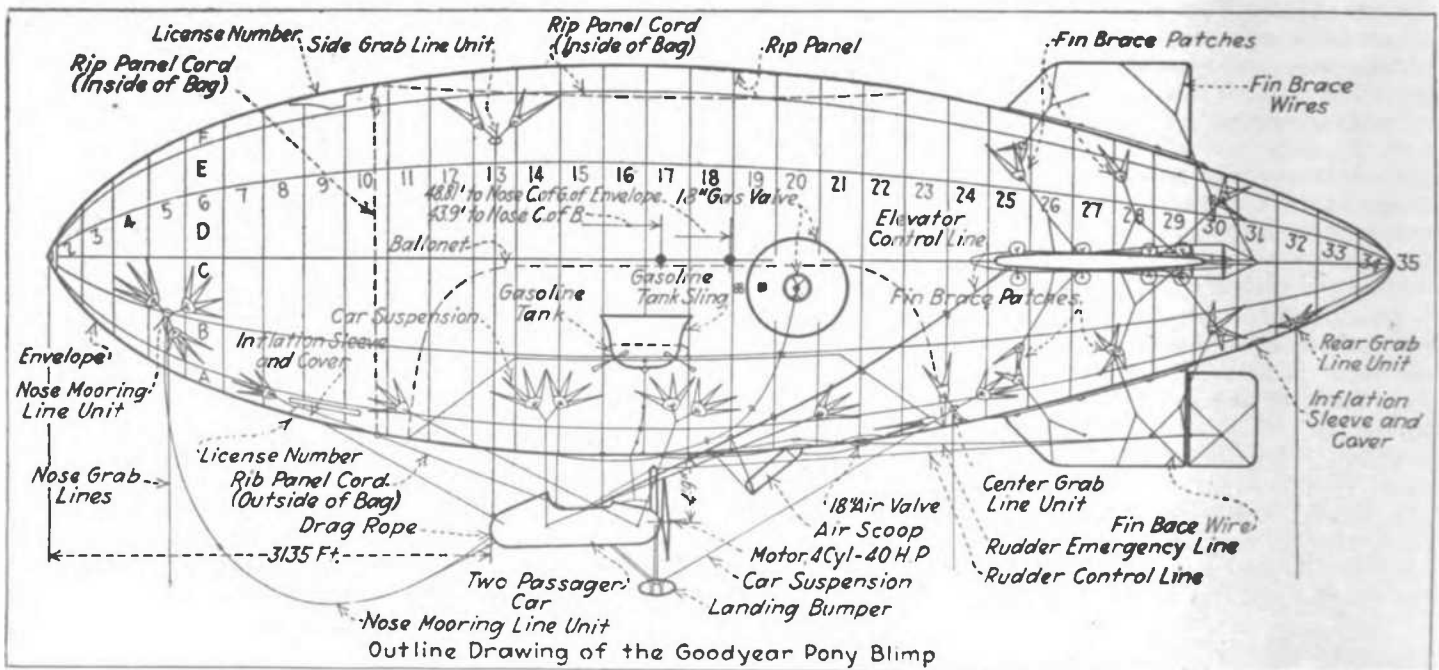 License Number
Side Grab Line Unit
Rip Panel Cord
(Inside of Bag)
Rip Panel
Fin Brace Patches
Rip Panel Cord
(Inside of Bag)
Fin Brace
Wires
F
E
D
C
B
A
2 3 4 5 6 7 8 9 10 11 12 13 14 15 16 17 18 19 20 21 22 23 24 25 26 27 28 29 30 31 32 33 34 35
48.81' to Nose C.of G. of Envelope.
18" Gas Valve
43.9' to Nose C. of B
Elevator
Control Line
Ballonet
Gasoline
Tank
Gasoline
Tank Sling
Fin Brace Patches
Car Suspension
Inflation Sleeve
and Cover
Envelope
Nose Mooring
Line Unit
Rear Grab
Line Unit
Inflation
Sleeve and
Cover
License Number
Rib Panel Cord
(Outside of Bag)
Nose Grab
Lines
Drag Rope
3135 Ft.
Center Grab
Line Unit
18" Air Valve
Air Scoop
Motor 4 Cyl-40 H.P
Fin Bace Wire
Rudder Emergency Line
Rudder Control Line
Two Passager
Car
Car Suspension
Landing Bumper
Nose Mooring Line Unit
Outline Drawing of the Goodyear Pony Blimp